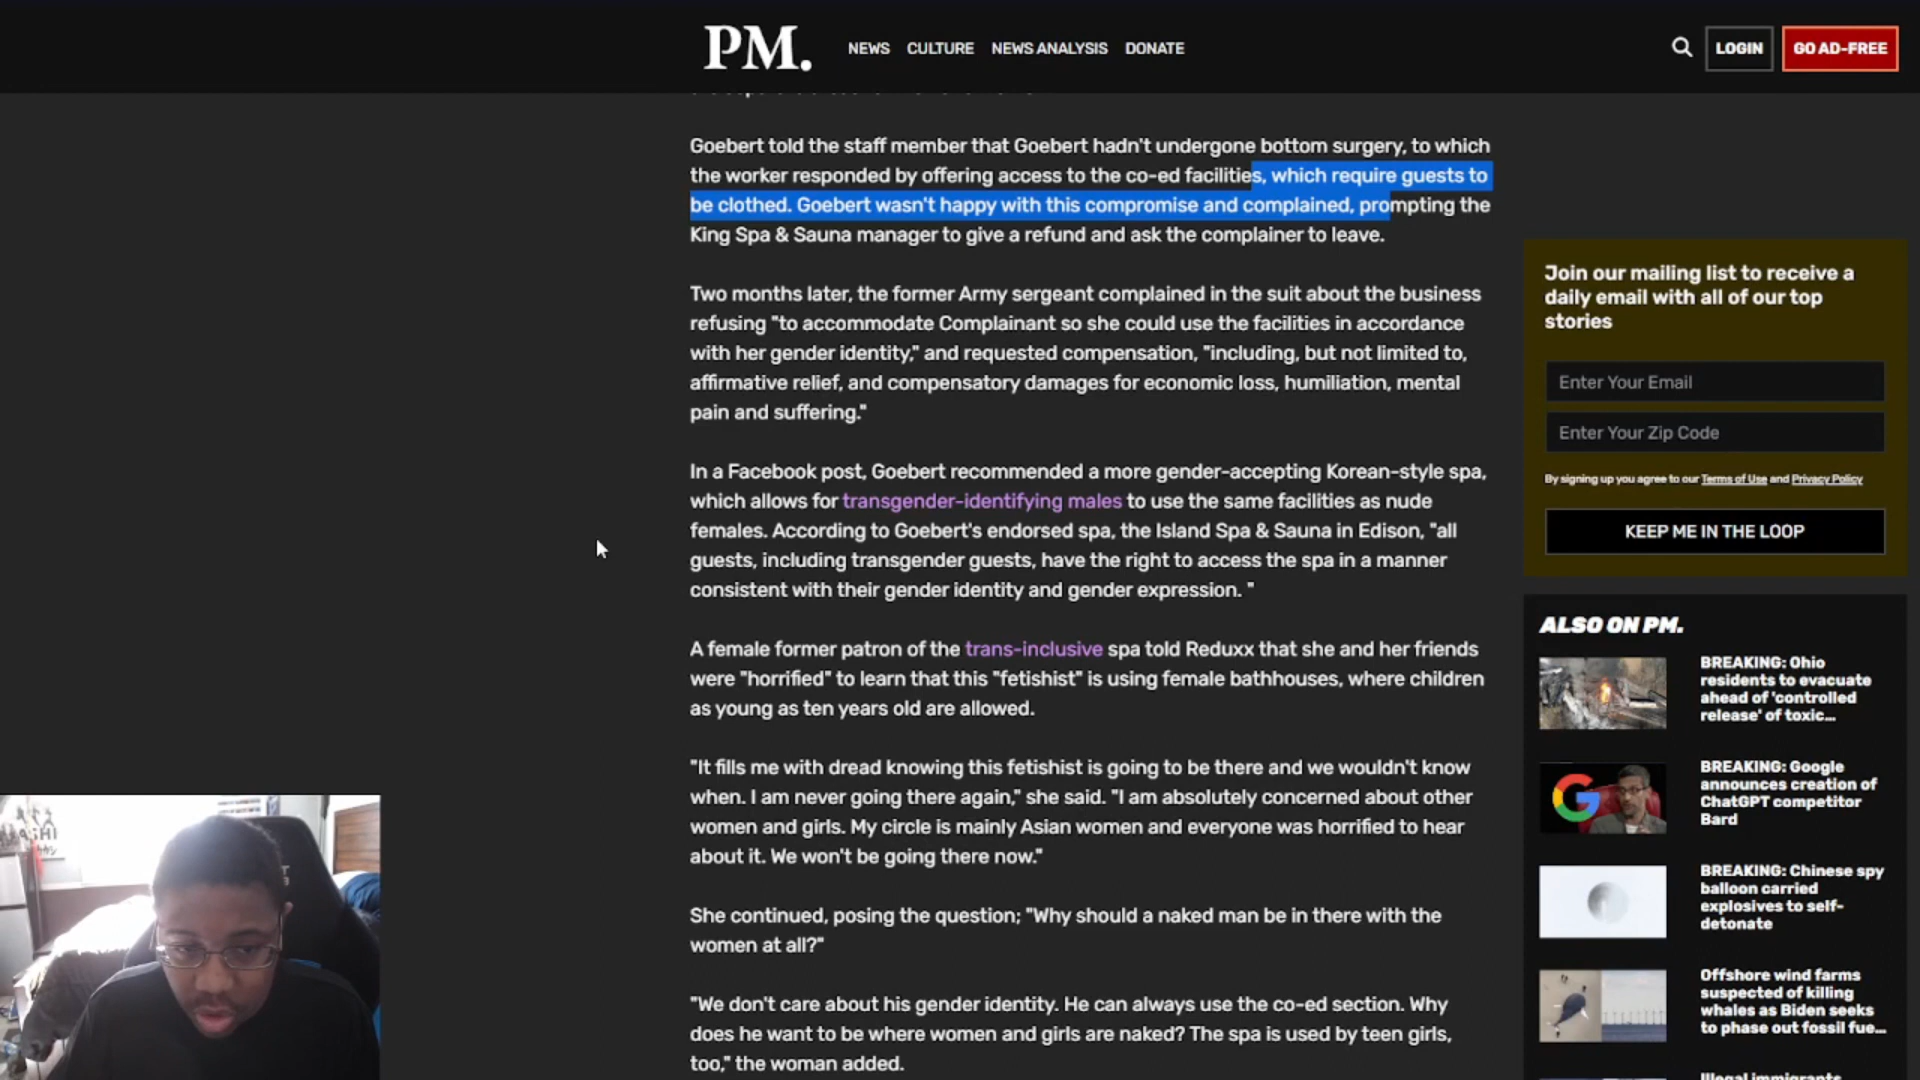 PM.
NEWS CULTURE NEWS ANALYSIS DONATE
LOGIN
GO AD-FREE
Goebert told the staff member that Goebert hadn't undergone bottom surgery, to which
the worker responded by offering access to the co-ed facilities, which require guests to
be clothed. Goebert wasn't happy with this compromise and complained, prompting the
King Spa & Sauna manager to give a refund and ask the complainer to leave.
Two months later, the former Army sergeant complained in the suit about the business
refusing "to accommodate Complainant so she could use the facilities in accordance
with her gender identity," and requested compensation, "including, but not limited to,
affirmative relief, and compensatory damages for economic loss, humiliation, mental
pain and suffering."
In a Facebook post, Goebert recommended a more gender-accepting Korean-style spa,
which allows for transgender-identifying males to use the same facilities as nude
females. According to Goebert's endorsed spa, the Island Spa & Sauna in Edison, "all
guests, including transgender guests, have the right to access the spa in a manner
consistent with their gender identity and gender expression. "
A female former patron of the trans-inclusive spa told Reduxx that she and her friends
were "horrified" to learn that this "fetishist" is using female bathhouses, where children
as young as ten years old are allowed.
"It fills me with dread knowing this fetishist is going to be there and we wouldn't know
when. I am never going there again," she said. "I am absolutely concerned about other
women and girls. My circle is mainly Asian women and everyone was horrified to hear
about it. We won't be going there now."
She continued, posing the question; "Why should a naked man be in there with the
women at all?"
"We don't care about his gender identity. He can always use the co-ed section. Why
does he want to be where women and girls are naked? The spa is used by teen girls,
too," the woman added.
Join our mailing list to receive a
daily email with all of our top
stories
Enter Your Email
Enter Your Zip Code
By signing up you agree to our Terms of Use and Privacy Policy
KEEP ME IN THE LOOP
ALSO ON PM.
BREAKING: Ohio
residents to evacuate
ahead of 'controlled
release' of toxic...
BREAKING: Google
announces creation of
ChatGPT competitor
Bard
BREAKING: Chinese spy
balloon carried
explosives to self-
detonate
Offshore wind farms
suspected of killing
whales as Biden seeks
to phase out fossil fue...
Illegal immigrants